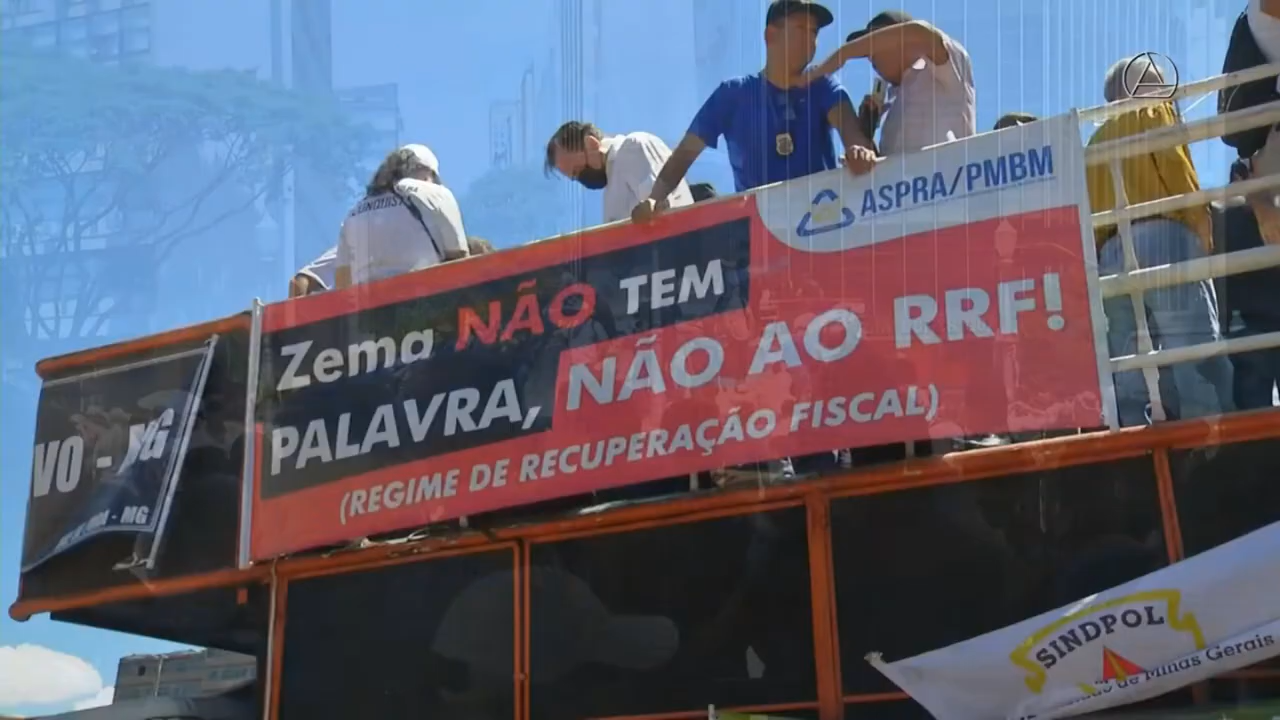 ASPRA/PMBM
Zema NÃO TEM
PALAVRA, NÃO AO RRF!
(REGIME DE RECUPERAÇÃO FISCAL)
VO - MG
- MG
SINDPOL
de Minas Gerais